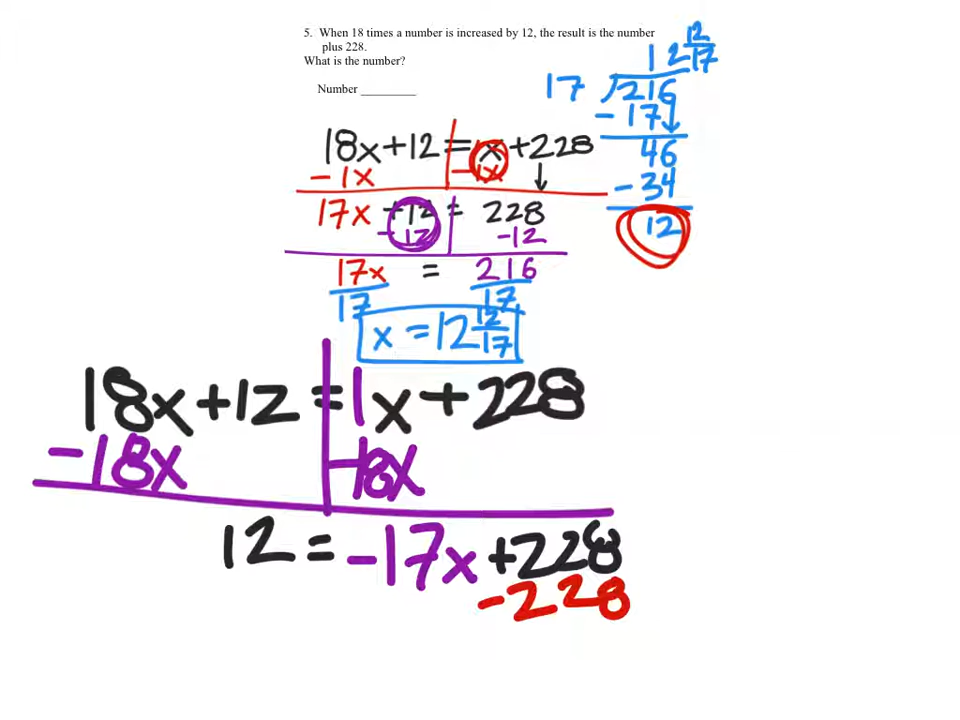 5. When 18 times a number is increased by 12, the result is the number
plus 228.
What is the number?
Number ________
12/17
12
17 216
-17
46
-34
12
18x+12 = x+228
-1x -1x
17x +12 = 228
-12 -12
17x = 216
17 17
x = 12 12/17
18x+12 = 1x+228
-18x -18x
12 = -17x +228
-228